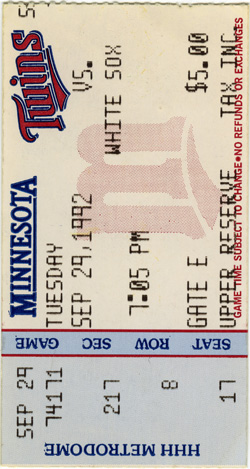 MINNESOTA Twins
TUESDAY VS.
SEP 29,1992 WHITE SOX
7:05 PM
GATE E $5.00
UPPER RESERVE TAX INC.
GAME TIME SUBJECT TO CHANGE•NO REFUNDS OR EXCHANGES
GAME SEC ROW SEAT
SEP 29
74171 217 8 17
HHH METRODOME